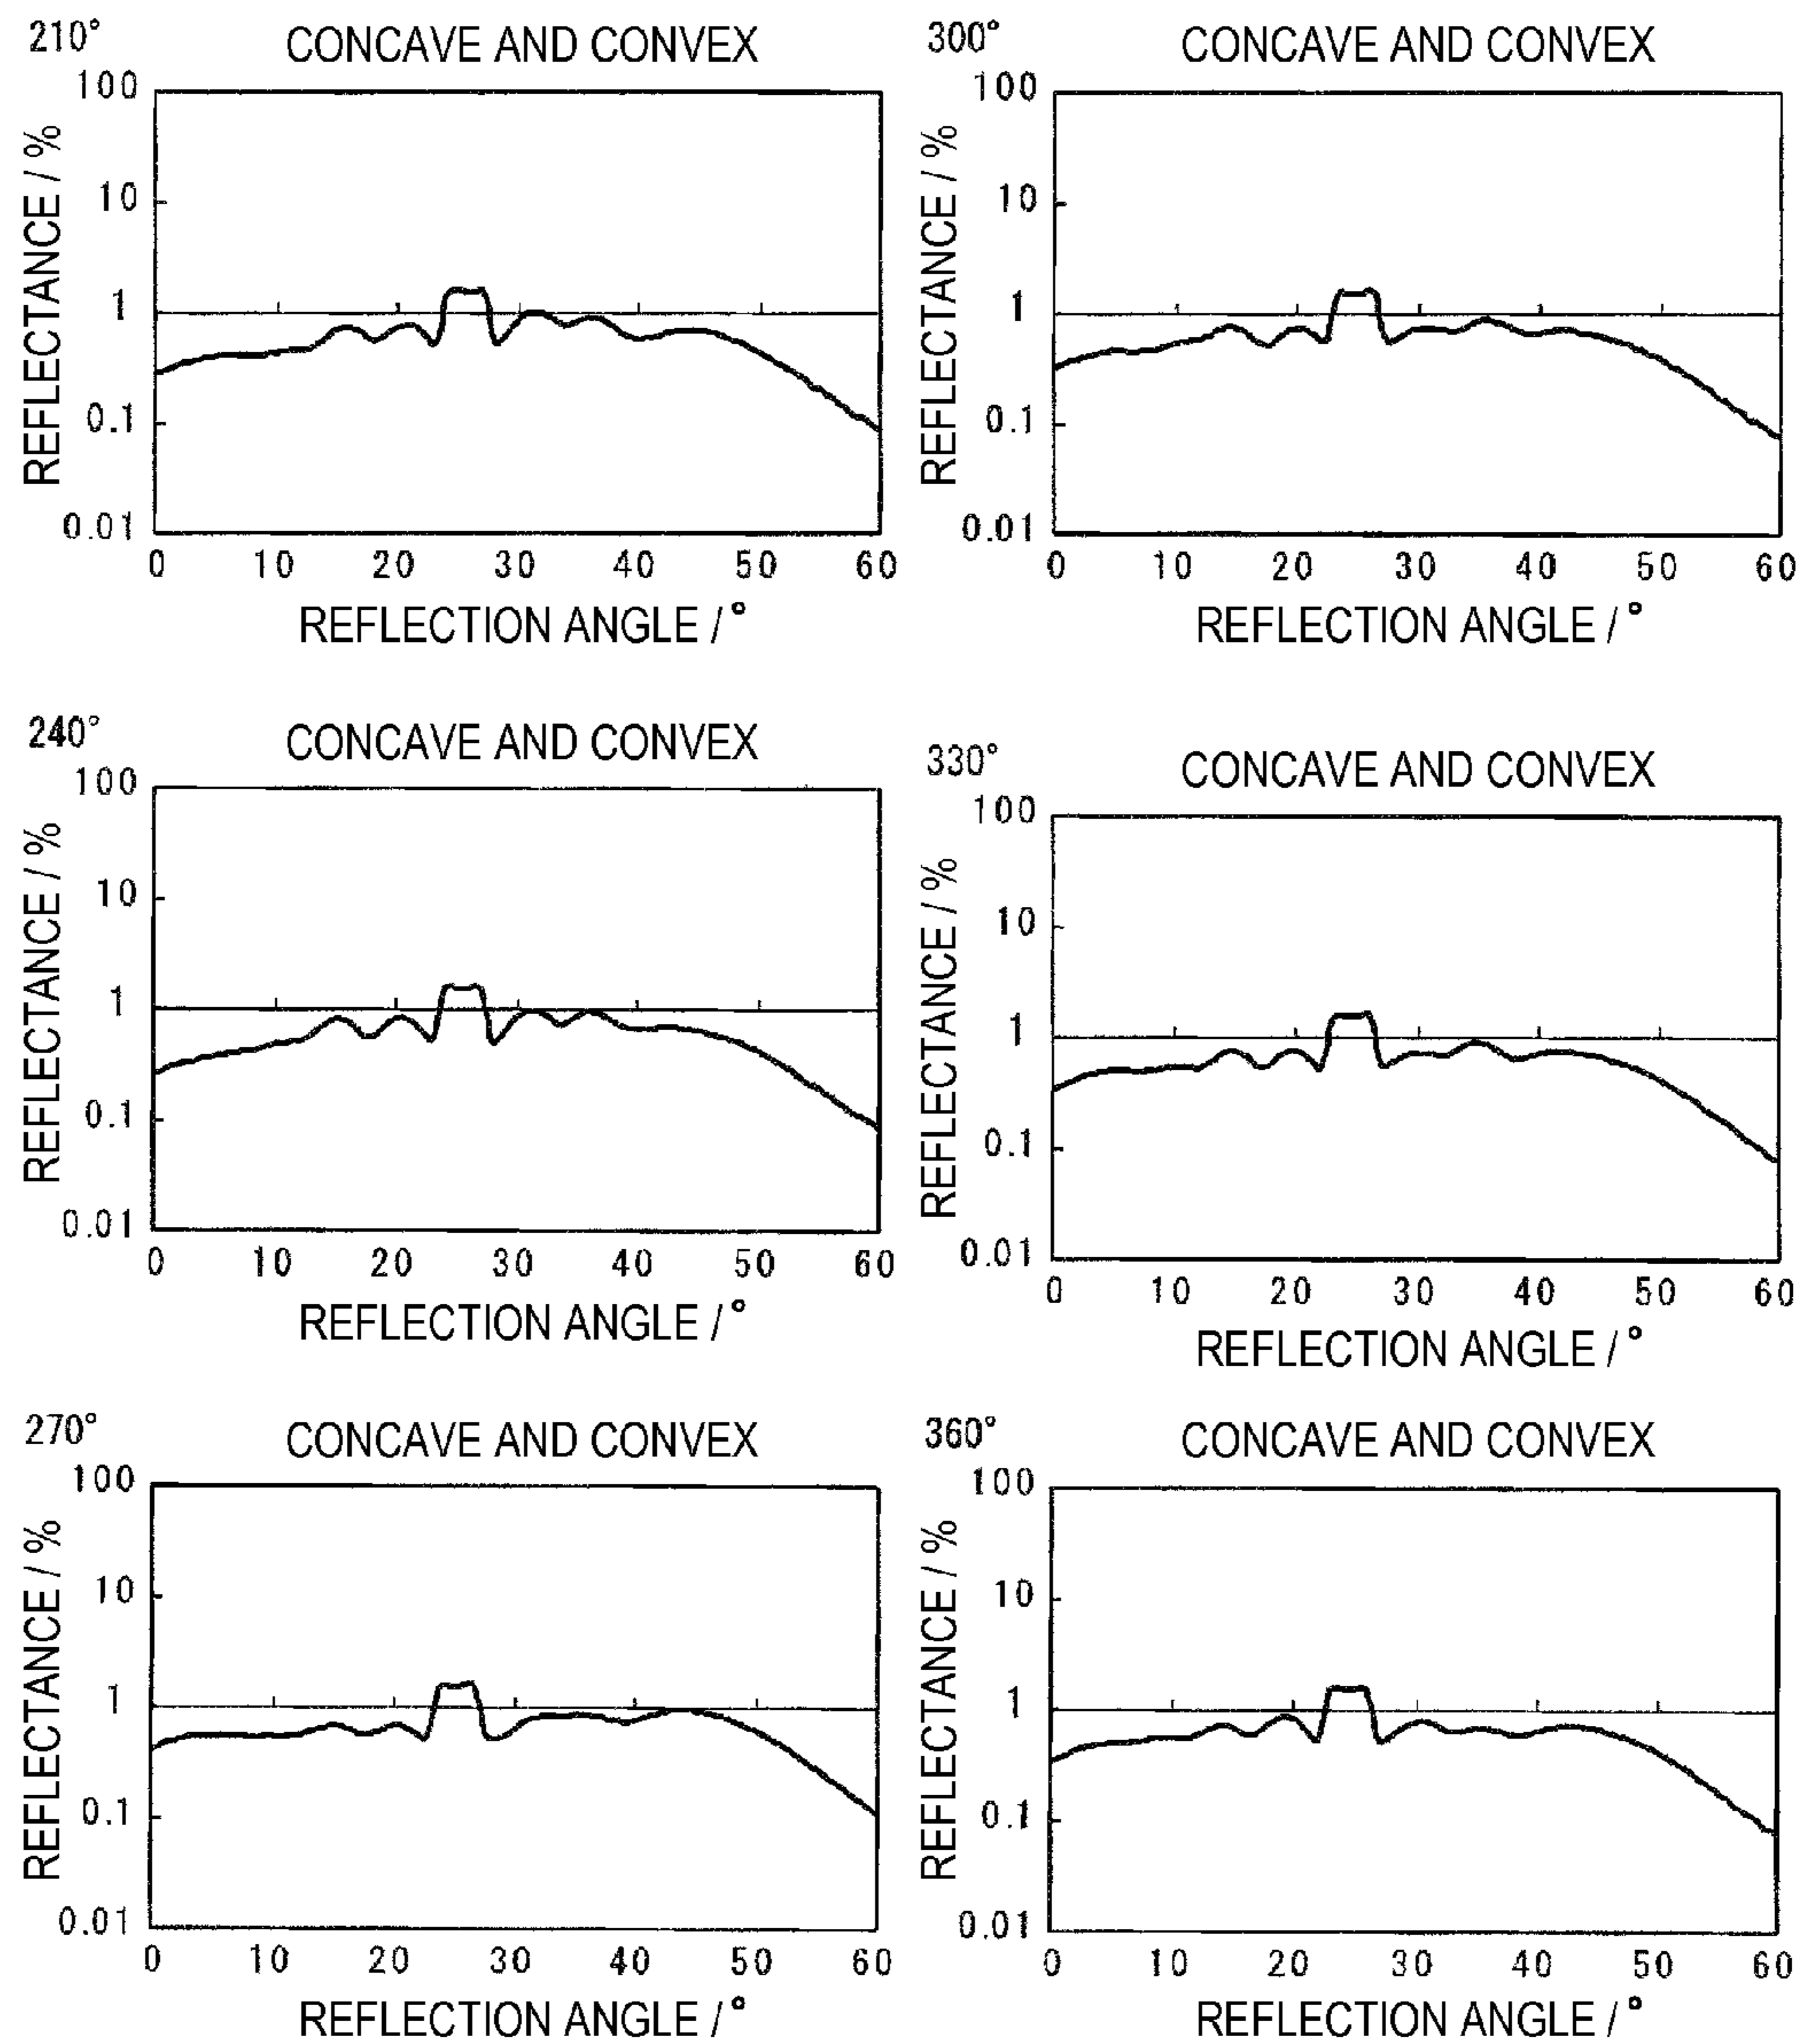 210°
CONCAVE AND CONVEX
REFLECTANCE / %
100
10
1
0.1
0.01
0 10 20 30 40 50 60
REFLECTION ANGLE / °
300°
CONCAVE AND CONVEX
REFLECTANCE / %
100
10
1
0.1
0.01
0 10 20 30 40 50 60
REFLECTION ANGLE / °
240°
CONCAVE AND CONVEX
REFLECTANCE / %
100
10
1
0.1
0.01
0 10 20 30 40 50 60
REFLECTION ANGLE / °
330°
CONCAVE AND CONVEX
REFLECTANCE / %
100
10
1
0.1
0.01
0 10 20 30 40 50 60
REFLECTION ANGLE / °
270°
CONCAVE AND CONVEX
REFLECTANCE / %
100
10
1
0.1
0.01
0 10 20 30 40 50 60
REFLECTION ANGLE / °
360°
CONCAVE AND CONVEX
REFLECTANCE / %
100
10
1
0.1
0.01
0 10 20 30 40 50 60
REFLECTION ANGLE / °